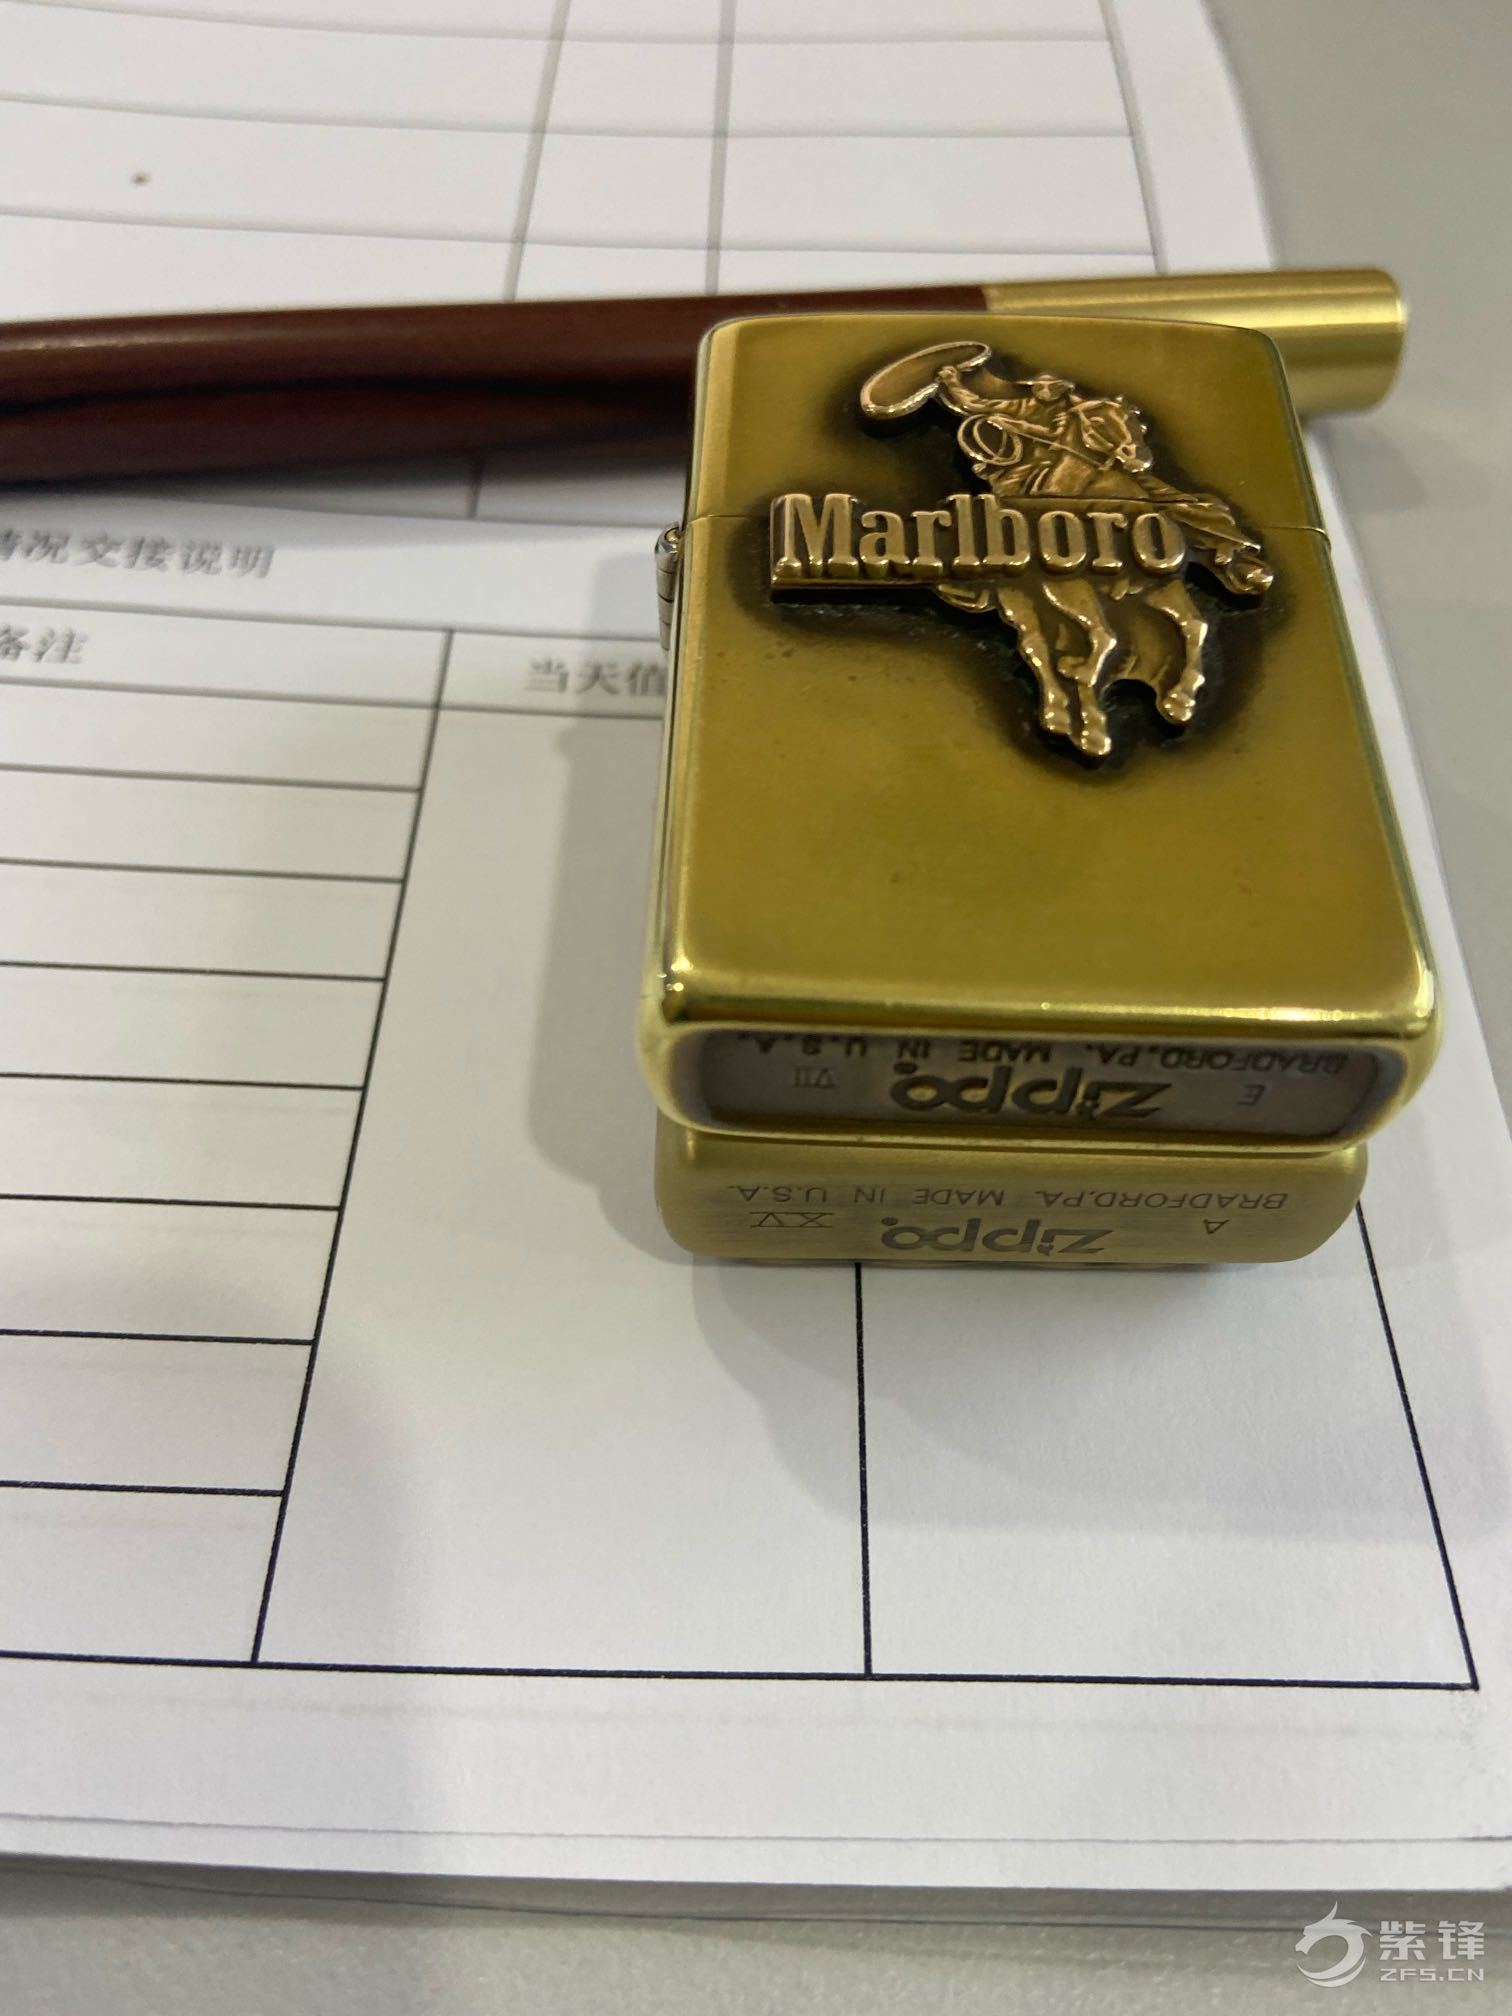 情况交接说明
备注
当天值
Marlboro
BRADFORD,PA. MADE IN U.S.A.
E Zippo® VII
A Zippo® XV
BRADFORD,PA. MADE IN U.S.A.
紫锋
ZFS.CN